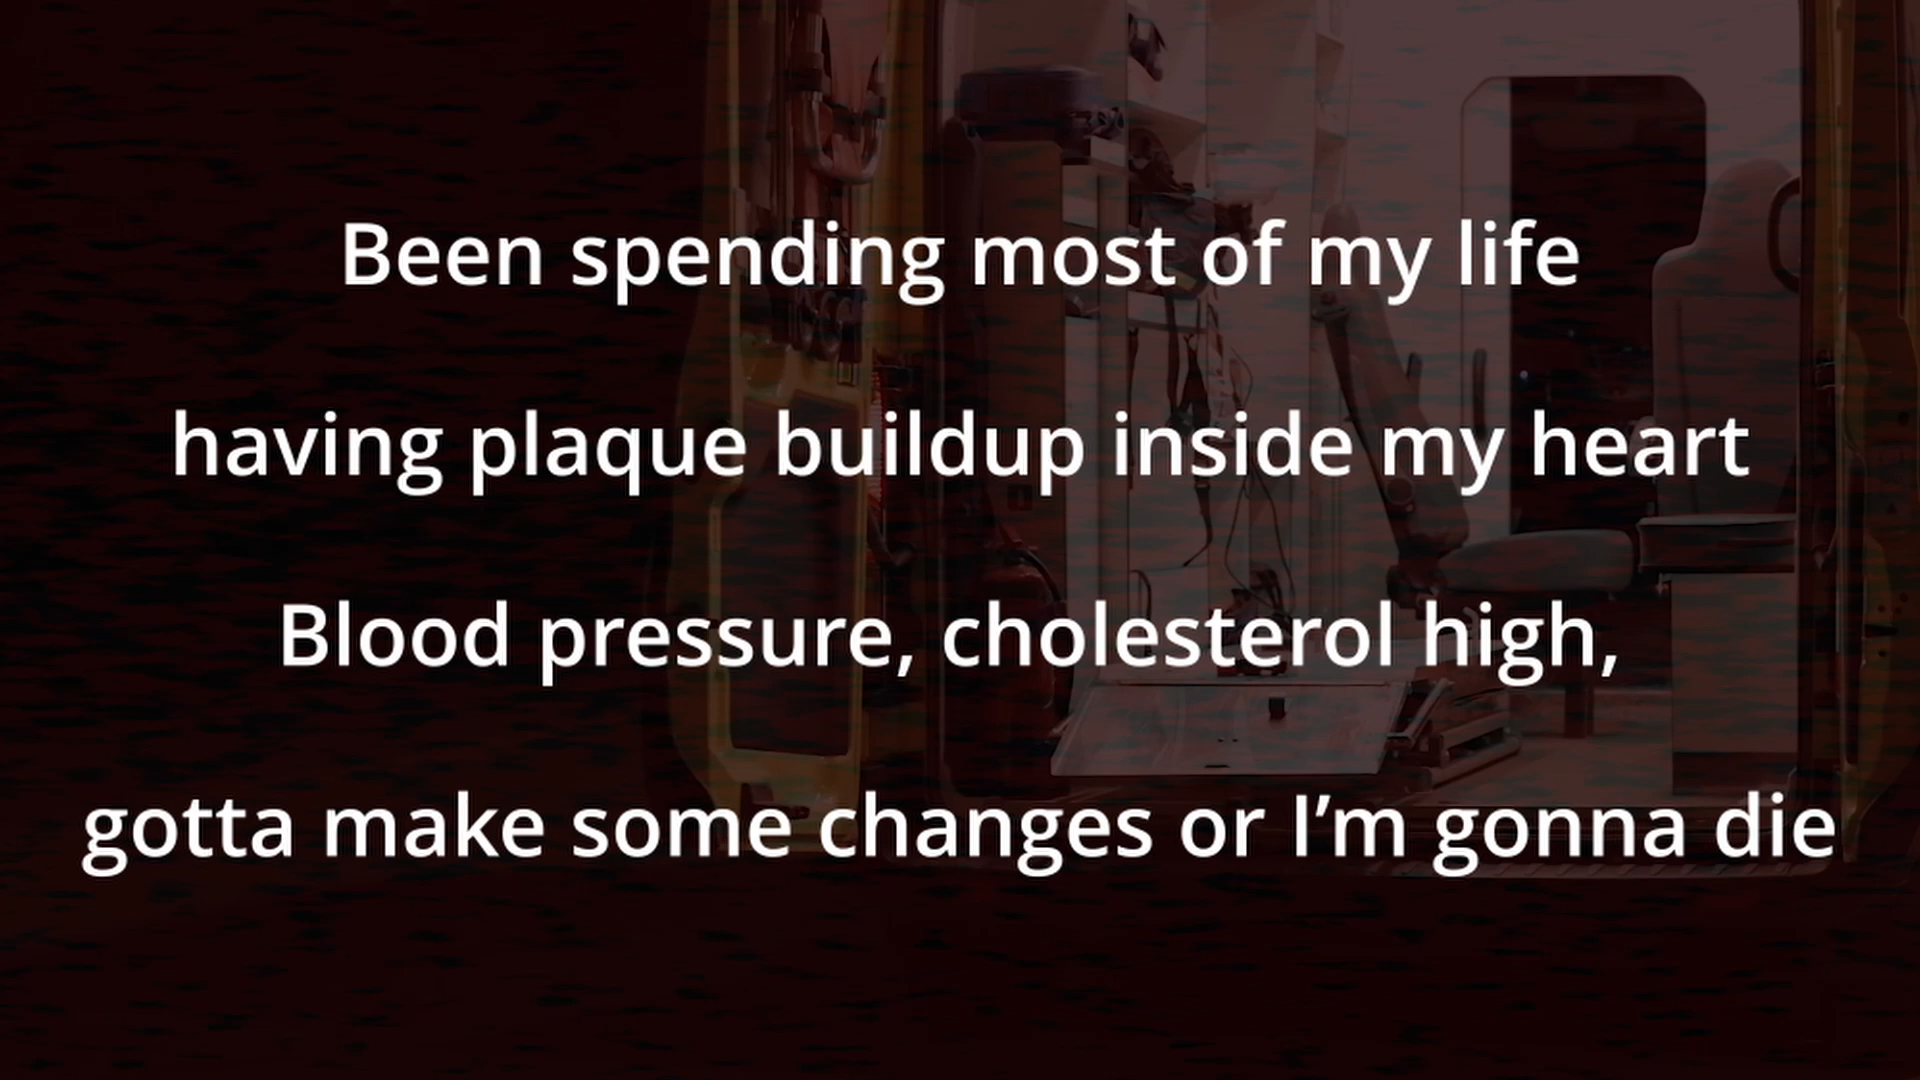 Been spending most of my life
having plaque buildup inside my heart
Blood pressure, cholesterol high,
gotta make some changes or I’m gonna die